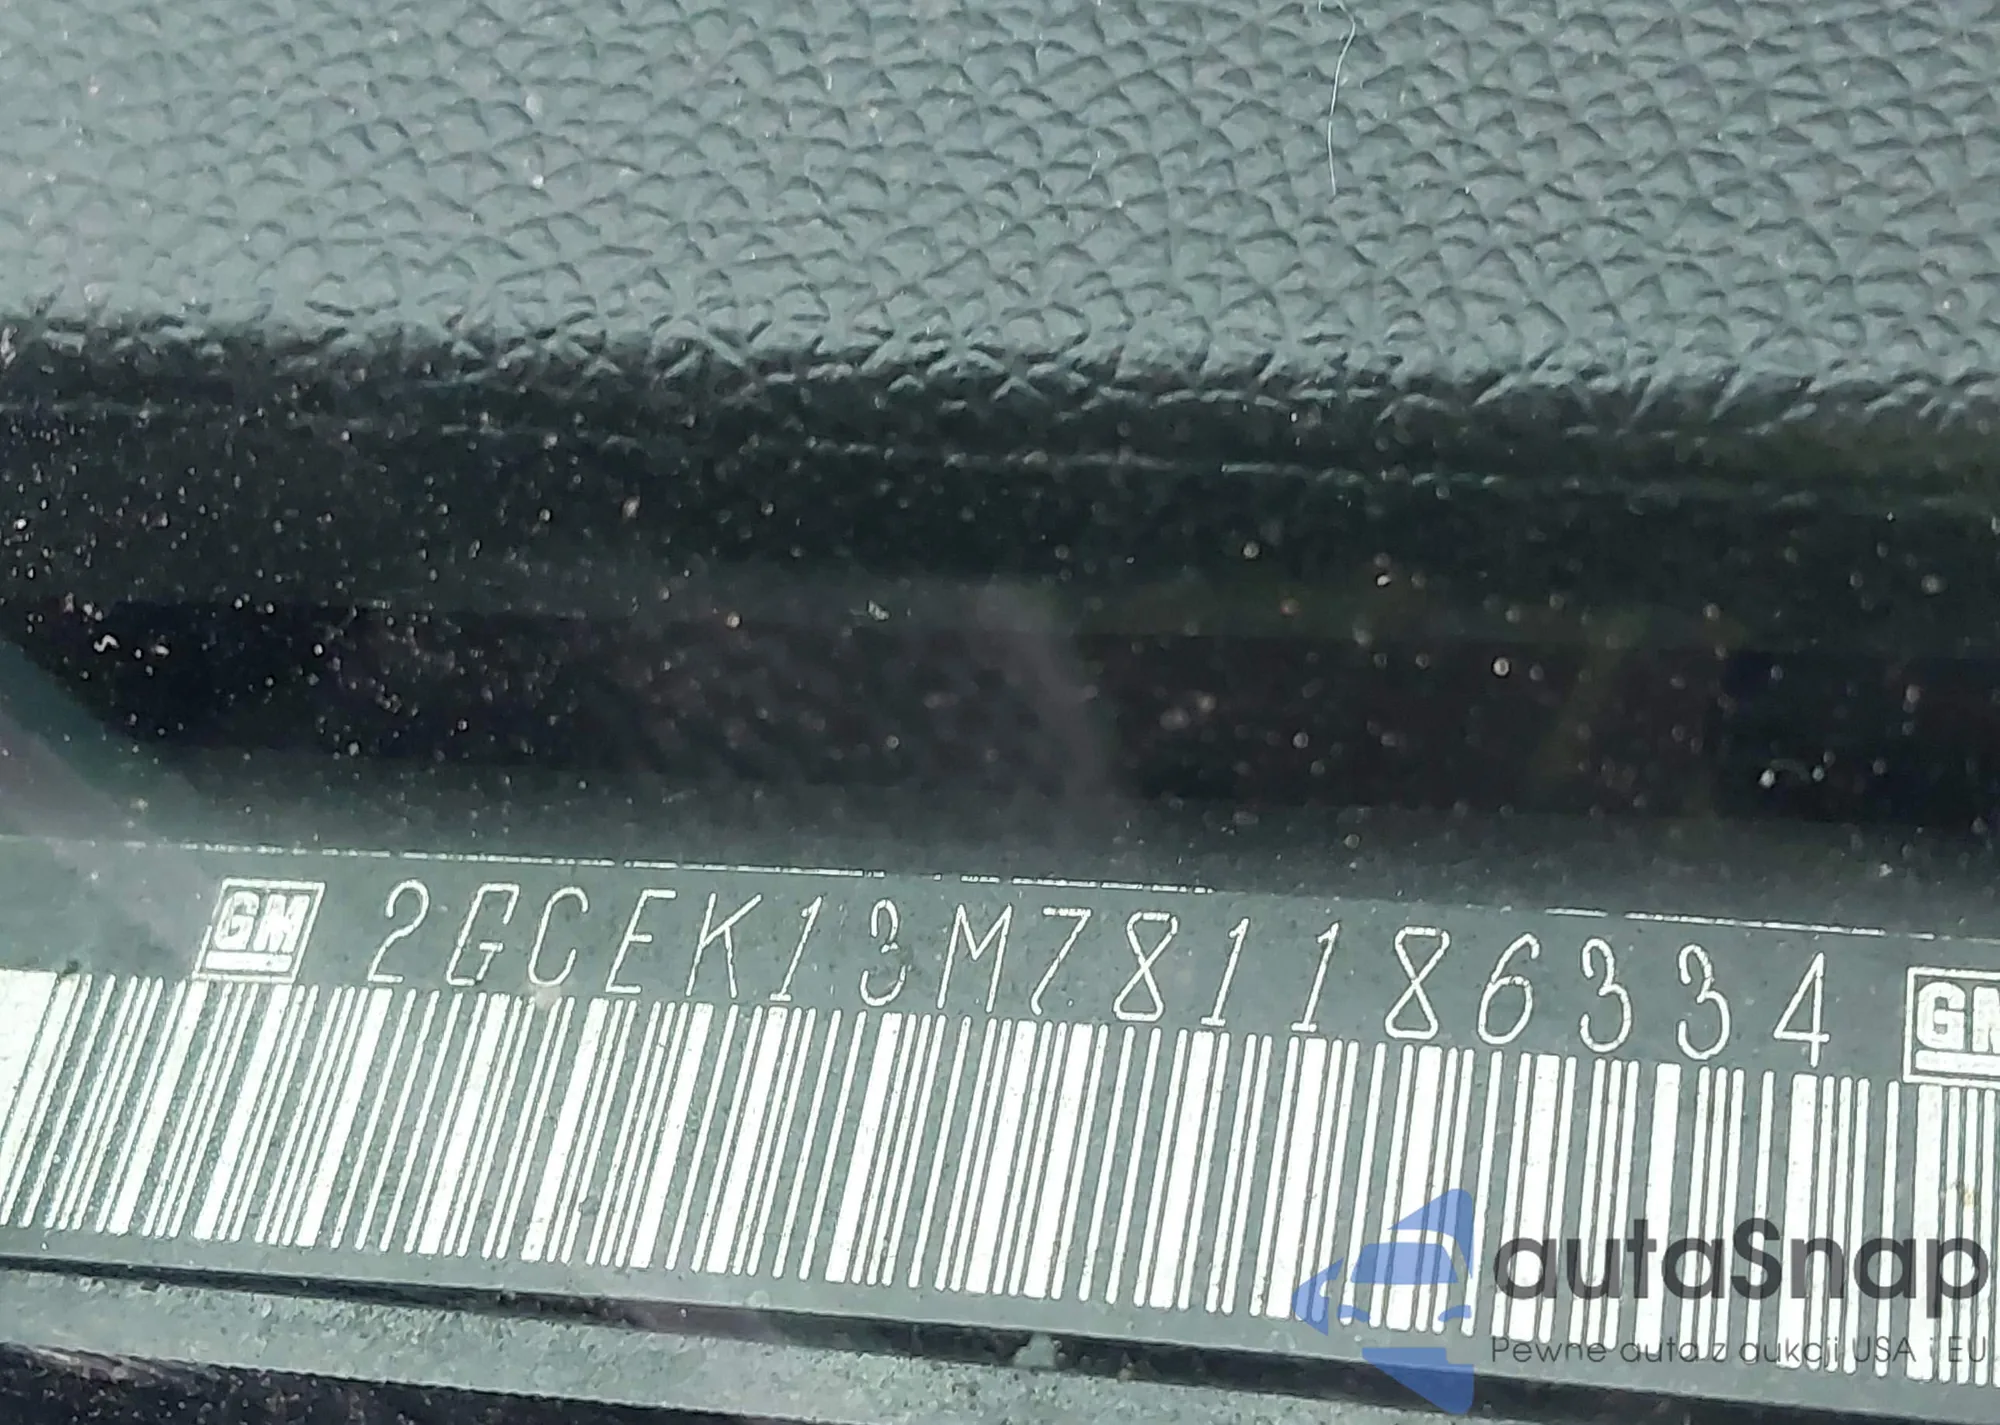 GM 2GCEK13M781186334 GM
autaSnap
Pewne auta z aukcji USA i EU